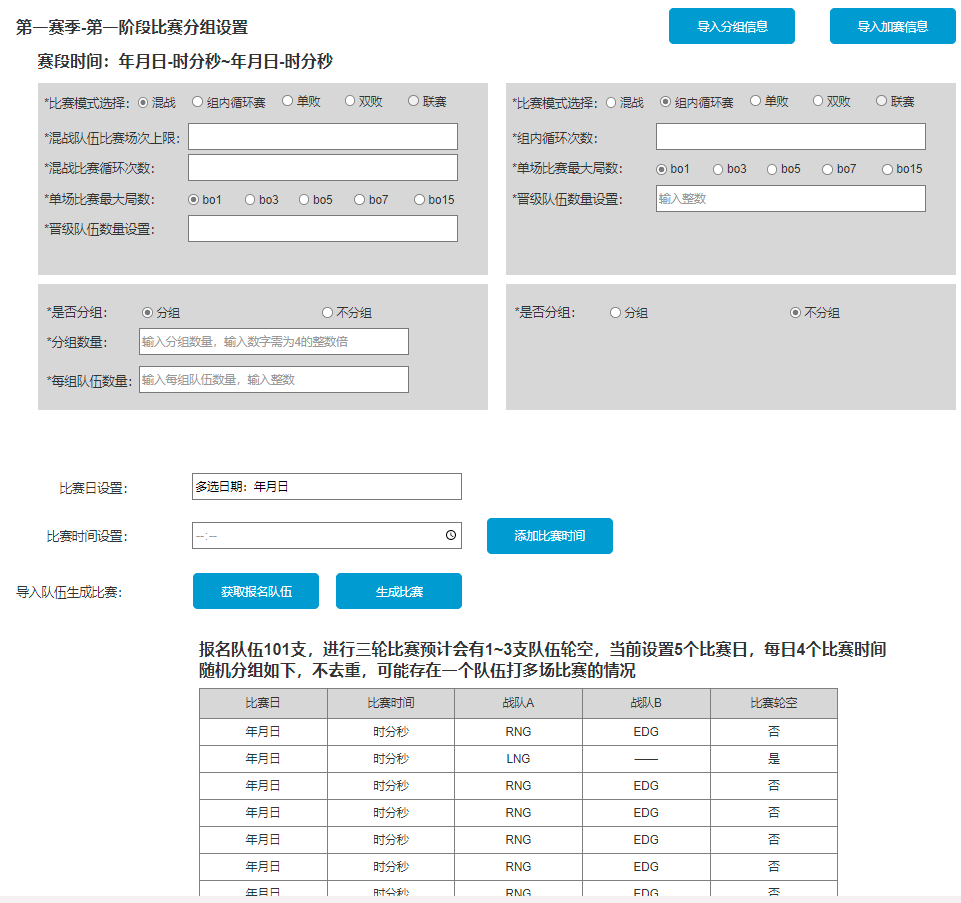 第一赛季-第一阶段比赛分组设置
导入分组信息 导入加赛信息
赛段时间：年月日-时分秒~年月日-时分秒
*比赛模式选择： 混战 组内循环赛 单败 双败 联赛
*混战队伍比赛场次上限：
*混战比赛循环次数：
*单场比赛最大局数： bo1 bo3 bo5 bo7 bo15
*晋级队伍数量设置：
*比赛模式选择： 混战 组内循环赛 单败 双败 联赛
*组内循环次数：
*单场比赛最大局数： bo1 bo3 bo5 bo7 bo15
*晋级队伍数量设置： 输入整数
*是否分组： 分组 不分组
*分组数量： 输入分组数量，输入数字需为4的整数倍
*每组队伍数量： 输入每组队伍数量，输入整数
*是否分组： 分组 不分组
比赛日设置： 多选日期：年月日
比赛时间设置： --:-- 添加比赛时间
导入队伍生成比赛： 获取报名队伍 生成比赛
报名队伍101支，进行三轮比赛预计会有1~3支队伍轮空，当前设置5个比赛日，每日4个比赛时间
随机分组如下，不去重，可能存在一个队伍打多场比赛的情况
比赛日 比赛时间 战队A 战队B 比赛轮空
年月日 时分秒 RNG EDG 否
年月日 时分秒 LNG —— 是
年月日 时分秒 RNG EDG 否
年月日 时分秒 RNG EDG 否
年月日 时分秒 RNG EDG 否
年月日 时分秒 RNG EDG 否
年月日 时分秒 RNG EDG 否